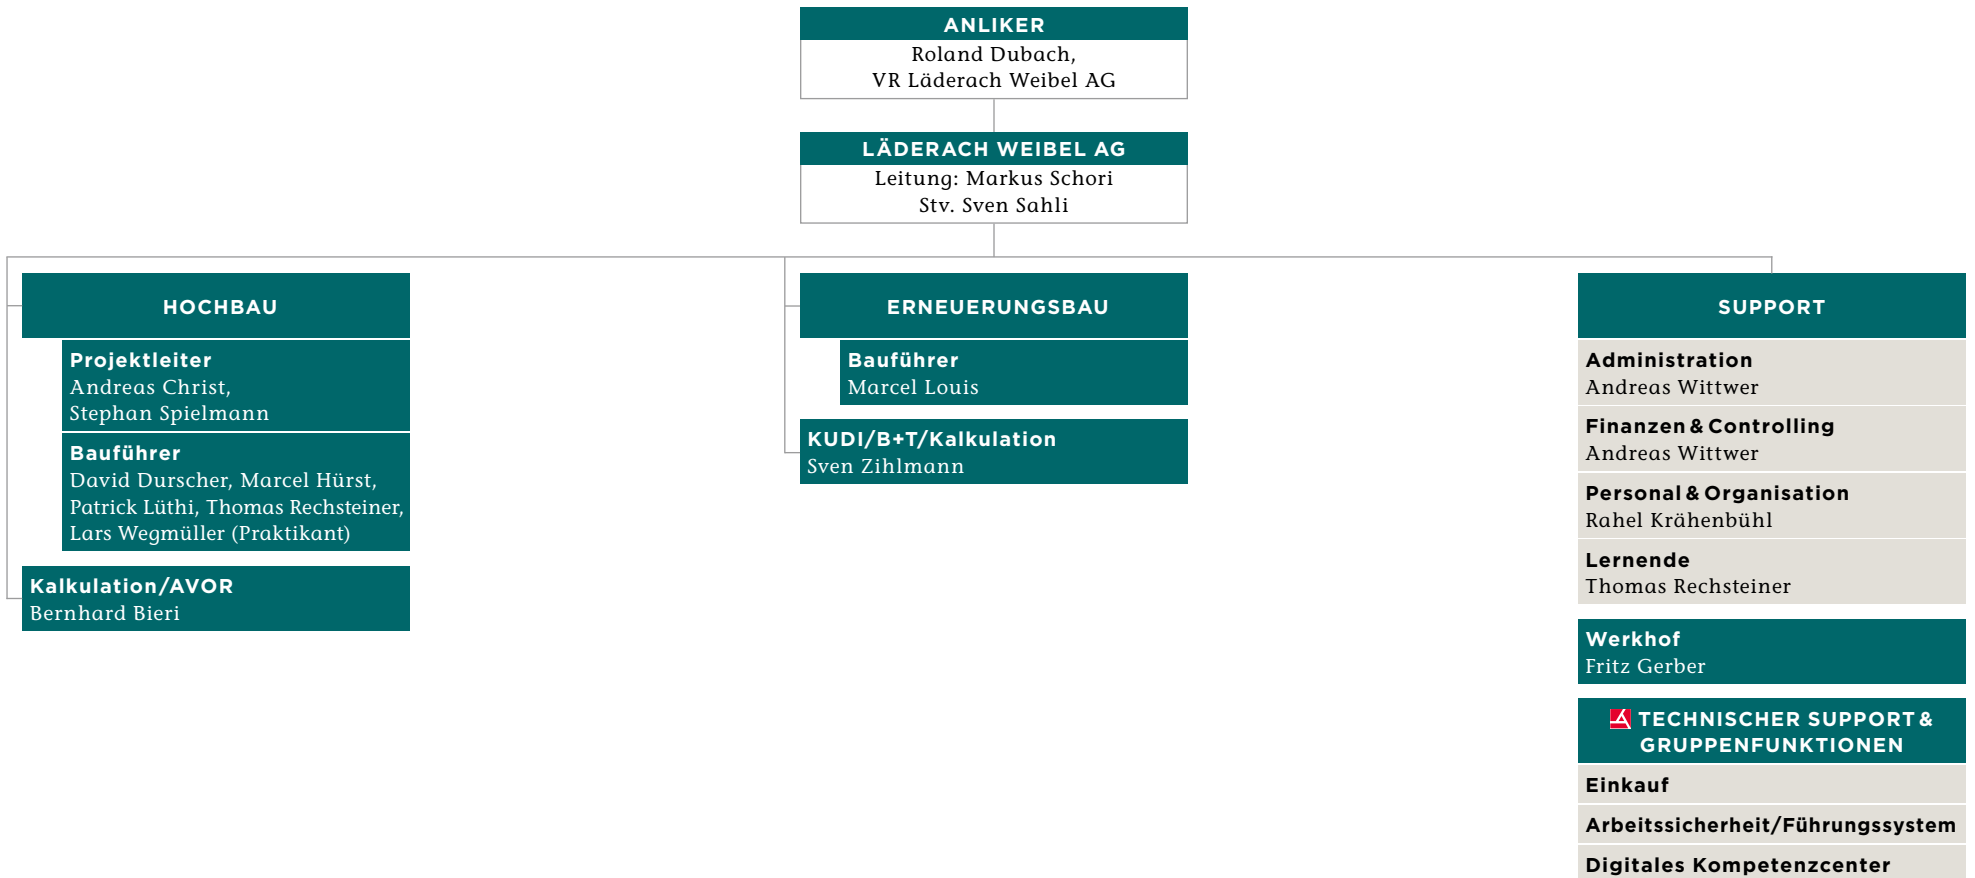 ANLIKER
Roland Dubach,
VR Läderach Weibel AG
LÄDERACH WEIBEL AG
Leitung: Markus Schori
Stv. Sven Sahli
HOCHBAU
Projektleiter
Andreas Christ,
Stephan Spielmann
Bauführer
David Durscher, Marcel Hürst,
Patrick Lüthi, Thomas Rechsteiner,
Lars Wegmüller (Praktikant)
Kalkulation/AVOR
Bernhard Bieri
ERNEUERUNGSBAU
Bauführer
Marcel Louis
KUDI/B+T/Kalkulation
Sven Zihlmann
SUPPORT
Administration
Andreas Wittwer
Finanzen & Controlling
Andreas Wittwer
Personal & Organisation
Rahel Krähenbühl
Lernende
Thomas Rechsteiner
Werkhof
Fritz Gerber
TECHNISCHER SUPPORT &
GRUPPENFUNKTIONEN
Einkauf
Arbeitssicherheit/Führungssystem
Digitales Kompetenzcenter